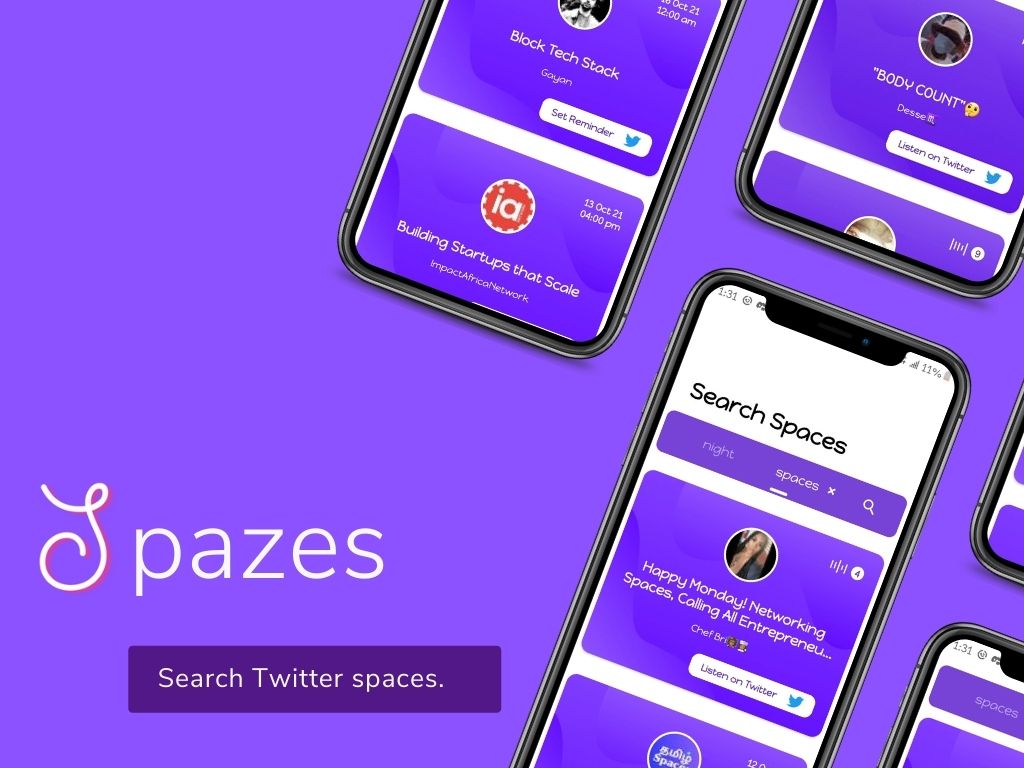 16 Oct 21
12:00 am
Block Tech Stack
Gayan
Set Reminder
ia
13 Oct 21
04:00 pm
Building Startups that Scale
ImpactAfricaNetwork
"BODY COUNT"🤔
Desse♏
Listen on Twitter
9
1:31
11%
Search Spaces
night
spaces ×
4
Happy Monday! Networking
Spaces, Calling All Entrepreneu...
Chef Bri
Listen on Twitter
தமிழ்
Spaces
Spazes
Search Twitter spaces.
1:31
spaces